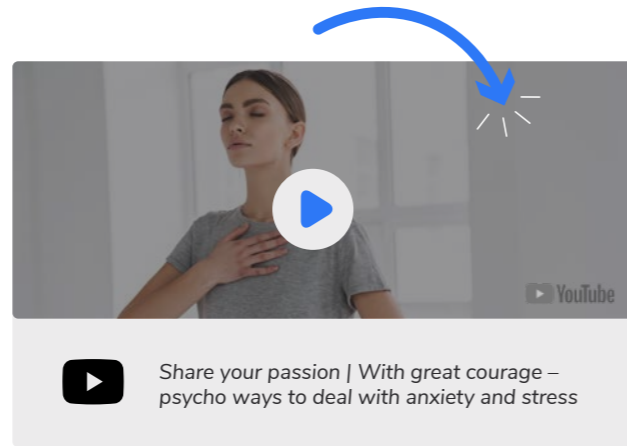 YouTube
Share your passion | With great courage –
psycho ways to deal with anxiety and stress